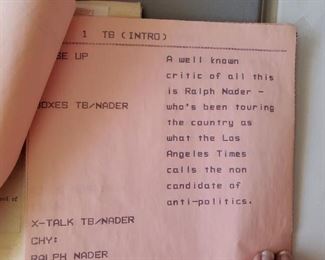 1 TB (INTRO)
SE UP
A well known
critic of all this
is Ralph Nader -
BOXES TB/NADER
who's been touring
the country as
what the Los
Angeles Times
calls the non
candidate of
anti-politics.
X-TALK TB/NADER
CHY:
RALPH NADER